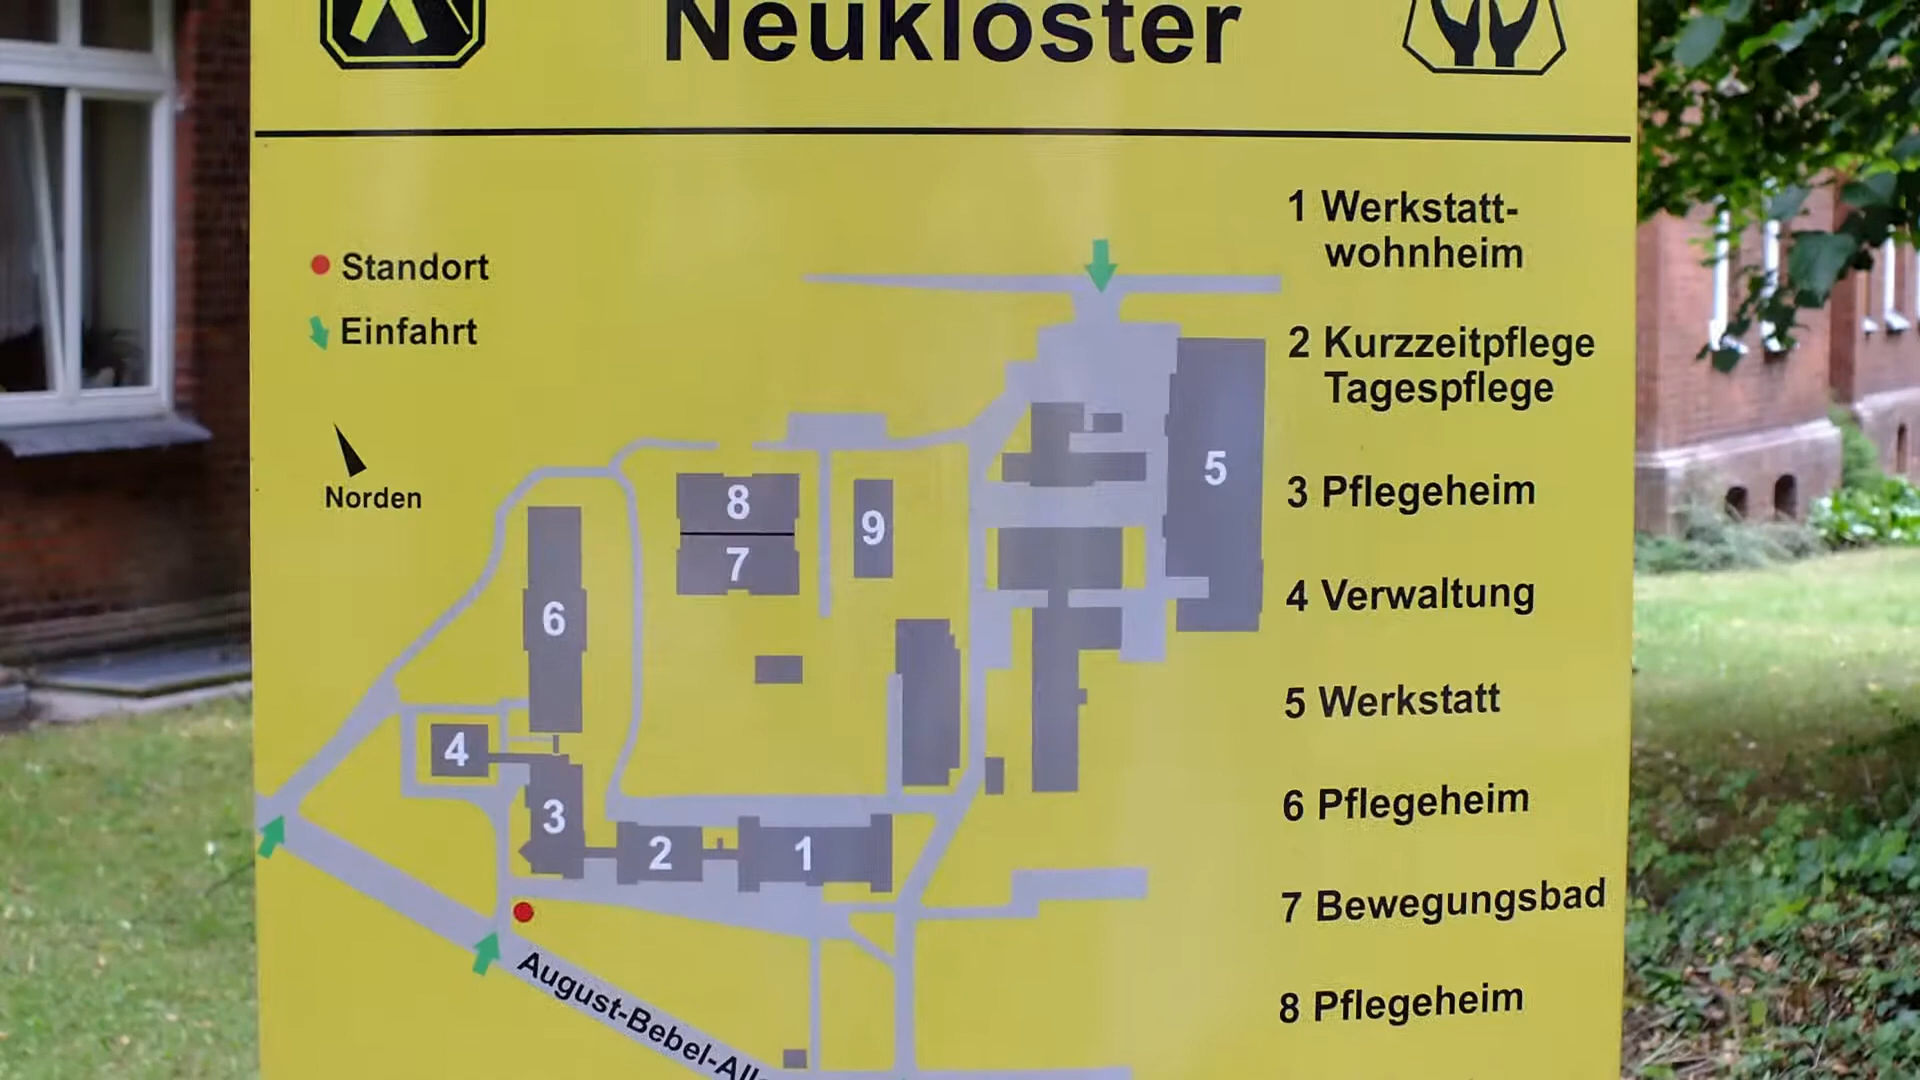 Neukloster
Standort
Einfahrt
Norden
1 Werkstatt-
wohnheim
2 Kurzzeitpflege
Tagespflege
3 Pflegeheim
4 Verwaltung
5 Werkstatt
6 Pflegeheim
7 Bewegungsbad
8 Pflegeheim
8
7
9
5
6
4
3
2
1
August-Bebel-All